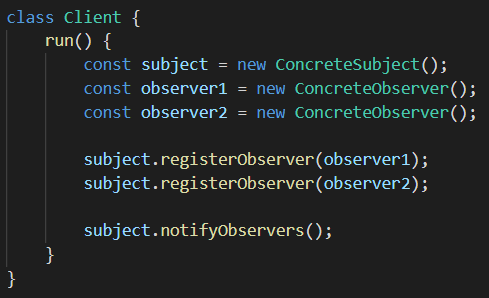 class Client {
    run() {
        const subject = new ConcreteSubject();
        const observer1 = new ConcreteObserver();
        const observer2 = new ConcreteObserver();

        subject.registerObserver(observer1);
        subject.registerObserver(observer2);

        subject.notifyObservers();
    }
}